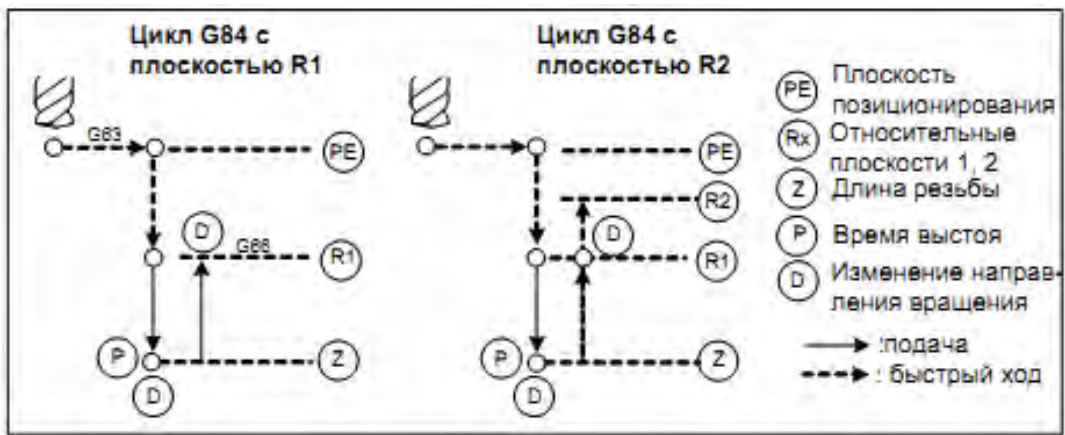 Цикл G84 с
плоскостью R1
G63
PE
D
G66
R1
P
Z
D
Цикл G84 с
плоскостью R2
PE
R2
D
R1
P
Z
D
PE Плоскость
позиционирования
Rx Относительные
плоскости 1, 2
Z Длина резьбы
P Время выстоя
D Изменение направ-
ления вращения
:подача
: быстрый ход